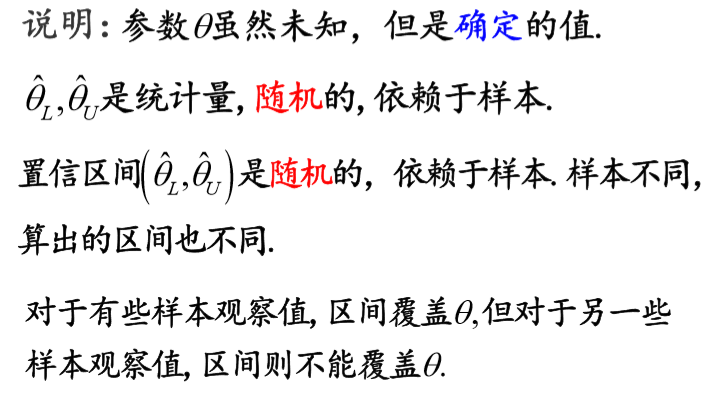 说明：参数θ虽然未知，但是确定的值.
θ̂_L,θ̂_U是统计量,随机的,依赖于样本.
置信区间(θ̂_L,θ̂_U)是随机的，依赖于样本.样本不同,
算出的区间也不同.
对于有些样本观察值,区间覆盖θ,但对于另一些
样本观察值,区间则不能覆盖θ.